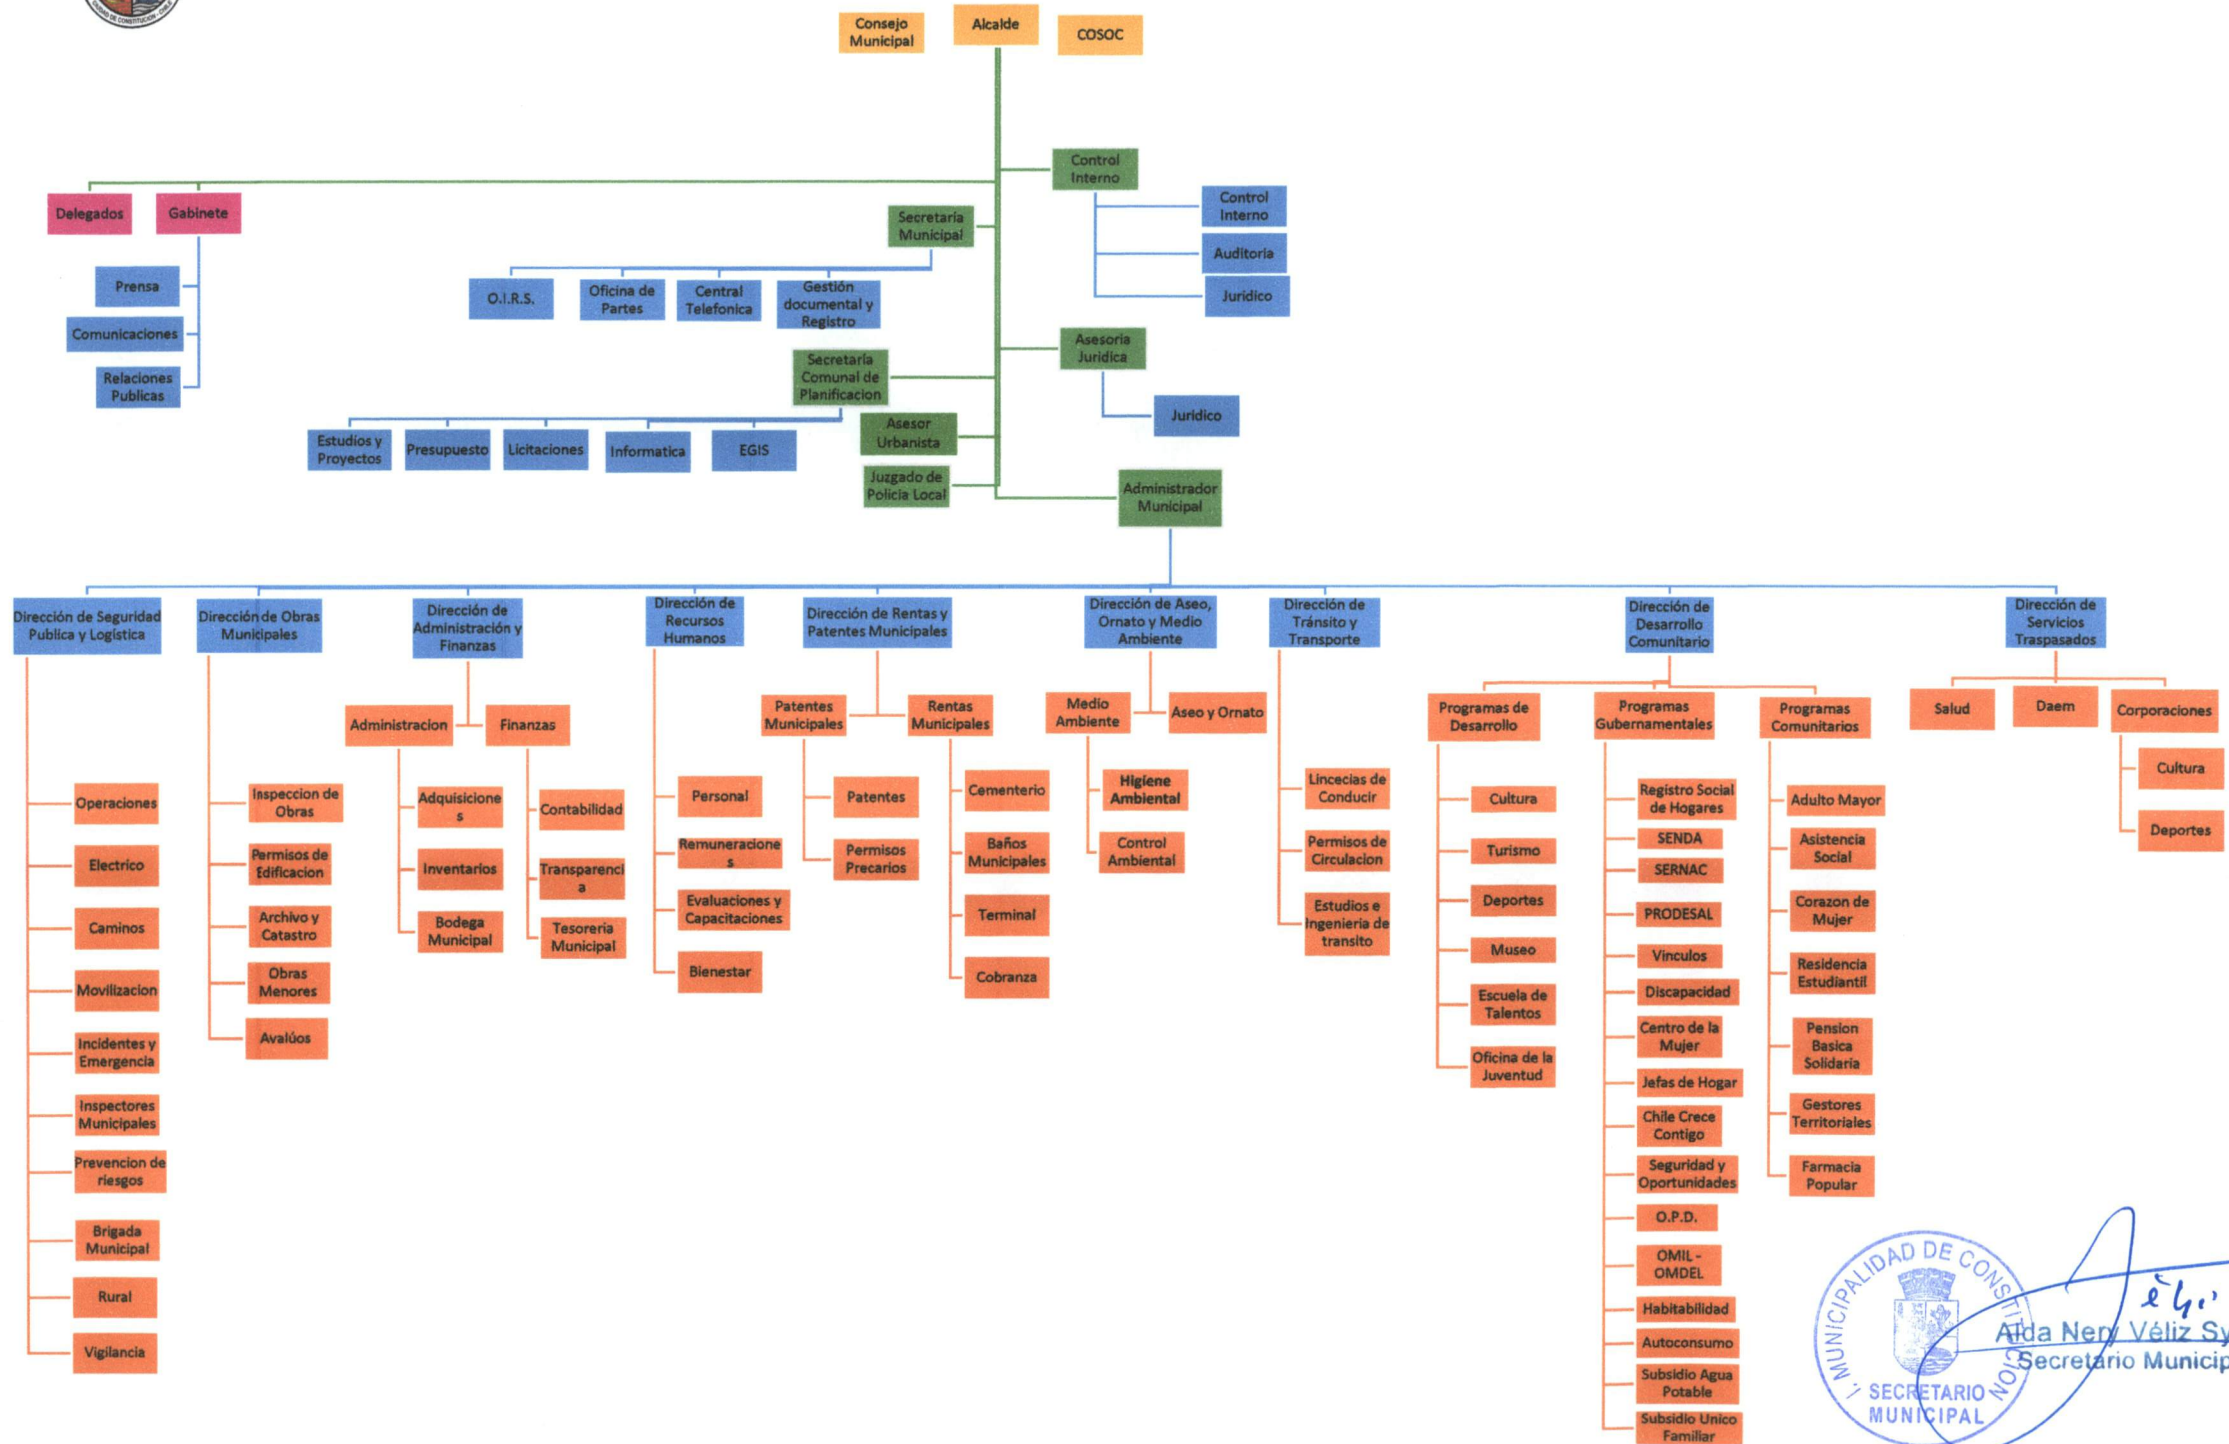 CIUDAD DE CONSTITUCION - CHILE
Consejo
Municipal
Alcalde
COSOC
Control
Interno
Delegados
Gabinete
Secretaría
Municipal
Control
Interno
Auditoria
Juridico
Prensa
Comunicaciones
Relaciones
Publicas
O.I.R.S.
Oficina de
Partes
Central
Telefonica
Gestión
documental y
Registro
Asesoria
Juridica
Juridico
Secretaría
Comunal de
Planificacion
Estudios y
Proyectos
Presupuesto
Licitaciones
Informatica
EGIS
Asesor
Urbanista
Juzgado de
Policia Local
Administrador
Municipal
Dirección de Seguridad
Publica y Logística
Dirección de Obras
Municipales
Dirección de
Administración y
Finanzas
Dirección de
Recursos
Humanos
Dirección de Rentas y
Patentes Municipales
Dirección de Aseo,
Ornato y Medio
Ambiente
Dirección de
Tránsito y
Transporte
Dirección de
Desarrollo
Comunitario
Dirección de
Servicios
Traspasados
Operaciones
Electrico
Caminos
Movilizacion
Incidentes y
Emergencia
Inspectores
Municipales
Prevencion de
riesgos
Brigada
Municipal
Rural
Vigilancia
Inspeccion de
Obras
Permisos de
Edificacion
Archivo y
Catastro
Obras
Menores
Avalúos
Administracion
Finanzas
Adquisicione
s
Inventarios
Bodega
Municipal
Contabilidad
Transparenci
a
Tesorería
Municipal
Personal
Remuneracione
s
Evaluaciones y
Capacitaciones
Bienestar
Patentes
Municipales
Rentas
Municipales
Patentes
Permisos
Precarios
Cementerio
Baños
Municipales
Terminal
Cobranza
Medio
Ambiente
Aseo y Ornato
Higiene
Ambiental
Control
Ambiental
Lincecias de
Conducir
Permisos de
Circulacion
Estudios e
Ingenieria de
transito
Programas de
Desarrollo
Programas
Gubernamentales
Programas
Comunitarios
Cultura
Turismo
Deportes
Museo
Escuela de
Talentos
Oficina de la
Juventud
Registro Social
de Hogares
SENDA
SERNAC
PRODESAL
Vinculos
Discapacidad
Centro de la
Mujer
Jefas de Hogar
Chile Crece
Contigo
Seguridad y
Oportunidades
O.P.D.
OMIL -
OMDEL
Habitabilidad
Autoconsumo
Subsidio Agua
Potable
Subsidio Unico
Familiar
Adulto Mayor
Asistencia
Social
Corazon de
Mujer
Residencia
Estudiantil
Pension
Basica
Solidaria
Gestores
Territoriales
Farmacia
Popular
Salud
Daem
Corporaciones
Cultura
Deportes
I. MUNICIPALIDAD DE CONSTITUCION
SECRETARIO
MUNICIPAL
Alda Nery Véliz Sy
Secretario Municip